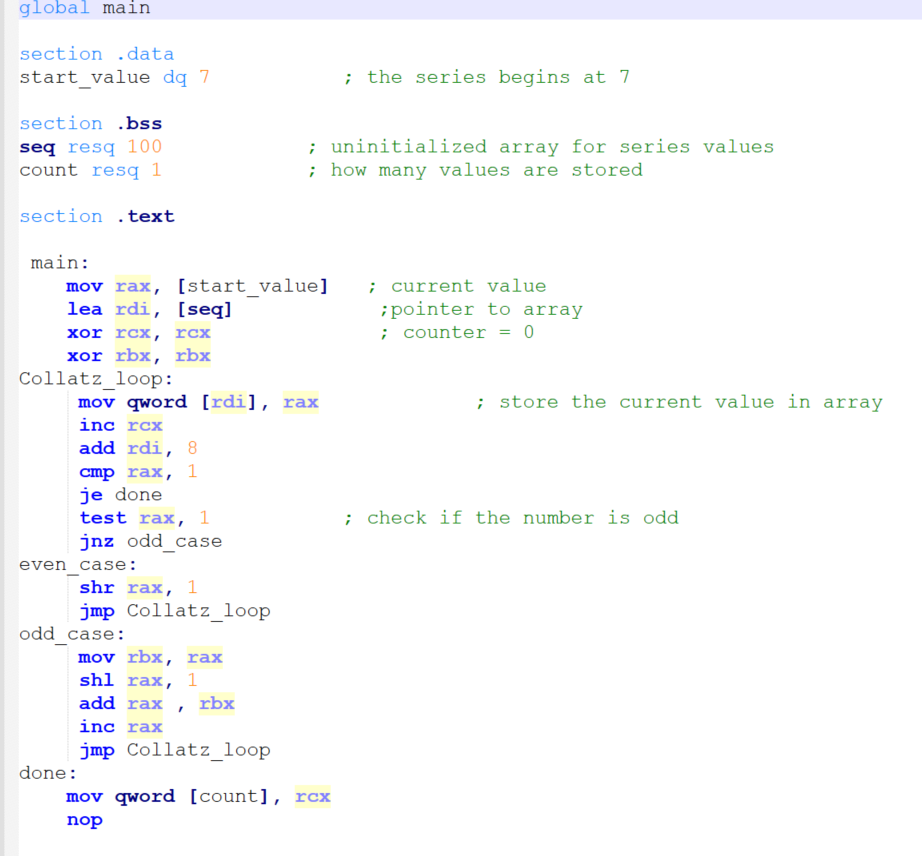 global main
section .data
start_value dq 7 ; the series begins at 7
section .bss
seq resq 100 ; uninitialized array for series values
count resq 1 ; how many values are stored
section .text
main:
mov rax, [start_value] ; current value
lea rdi, [seq] ;pointer to array
xor rcx, rcx ; counter = 0
xor rbx, rbx
Collatz_loop:
mov qword [rdi], rax ; store the current value in array
inc rcx
add rdi, 8
cmp rax, 1
je done
test rax, 1 ; check if the number is odd
jnz odd_case
even_case:
shr rax, 1
jmp Collatz_loop
odd_case:
mov rbx, rax
shl rax, 1
add rax , rbx
inc rax
jmp Collatz_loop
done:
mov qword [count], rcx
nop